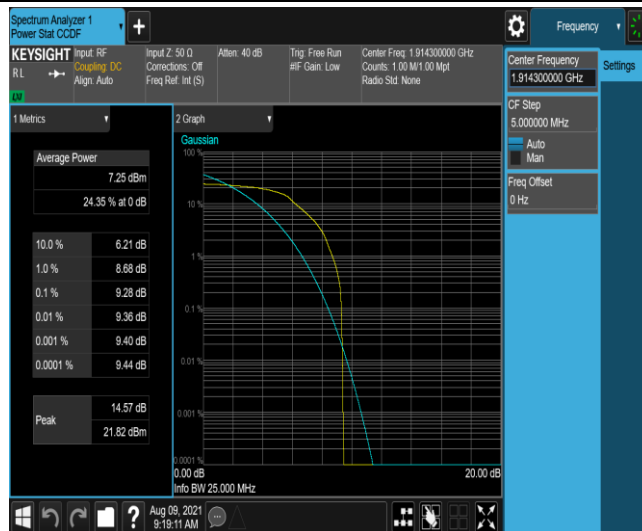 Spectrum Analyzer 1
Power Stat CCDF
Frequency
KEYSIGHT
RL
Input: RF
Coupling: DC
Align: Auto
Input Z: 50 Ω
Corrections: Off
Freq Ref: Int (S)
Atten: 40 dB
Trig: Free Run
#IF Gain: Low
Center Freq: 1.914300000 GHz
Counts: 1.00 M/1.00 Mpt
Radio Std: None
Center Frequency
1.914300000 GHz
Settings
CF Step
5.000000 MHz
Auto
Man
Freq Offset
0 Hz
1 Metrics
Average Power
7.25 dBm
24.35 % at 0 dB
10.0 % 6.21 dB
1.0 % 8.68 dB
0.1 % 9.28 dB
0.01 % 9.36 dB
0.001 % 9.40 dB
0.0001 % 9.44 dB
Peak
14.57 dB
21.82 dBm
2 Graph
Gaussian
100 %
10 %
1 %
0.1 %
0.01 %
0.001 %
0.0001 %
0.00 dB 20.00 dB
Info BW 25.000 MHz
Aug 09, 2021
9:19:11 AM